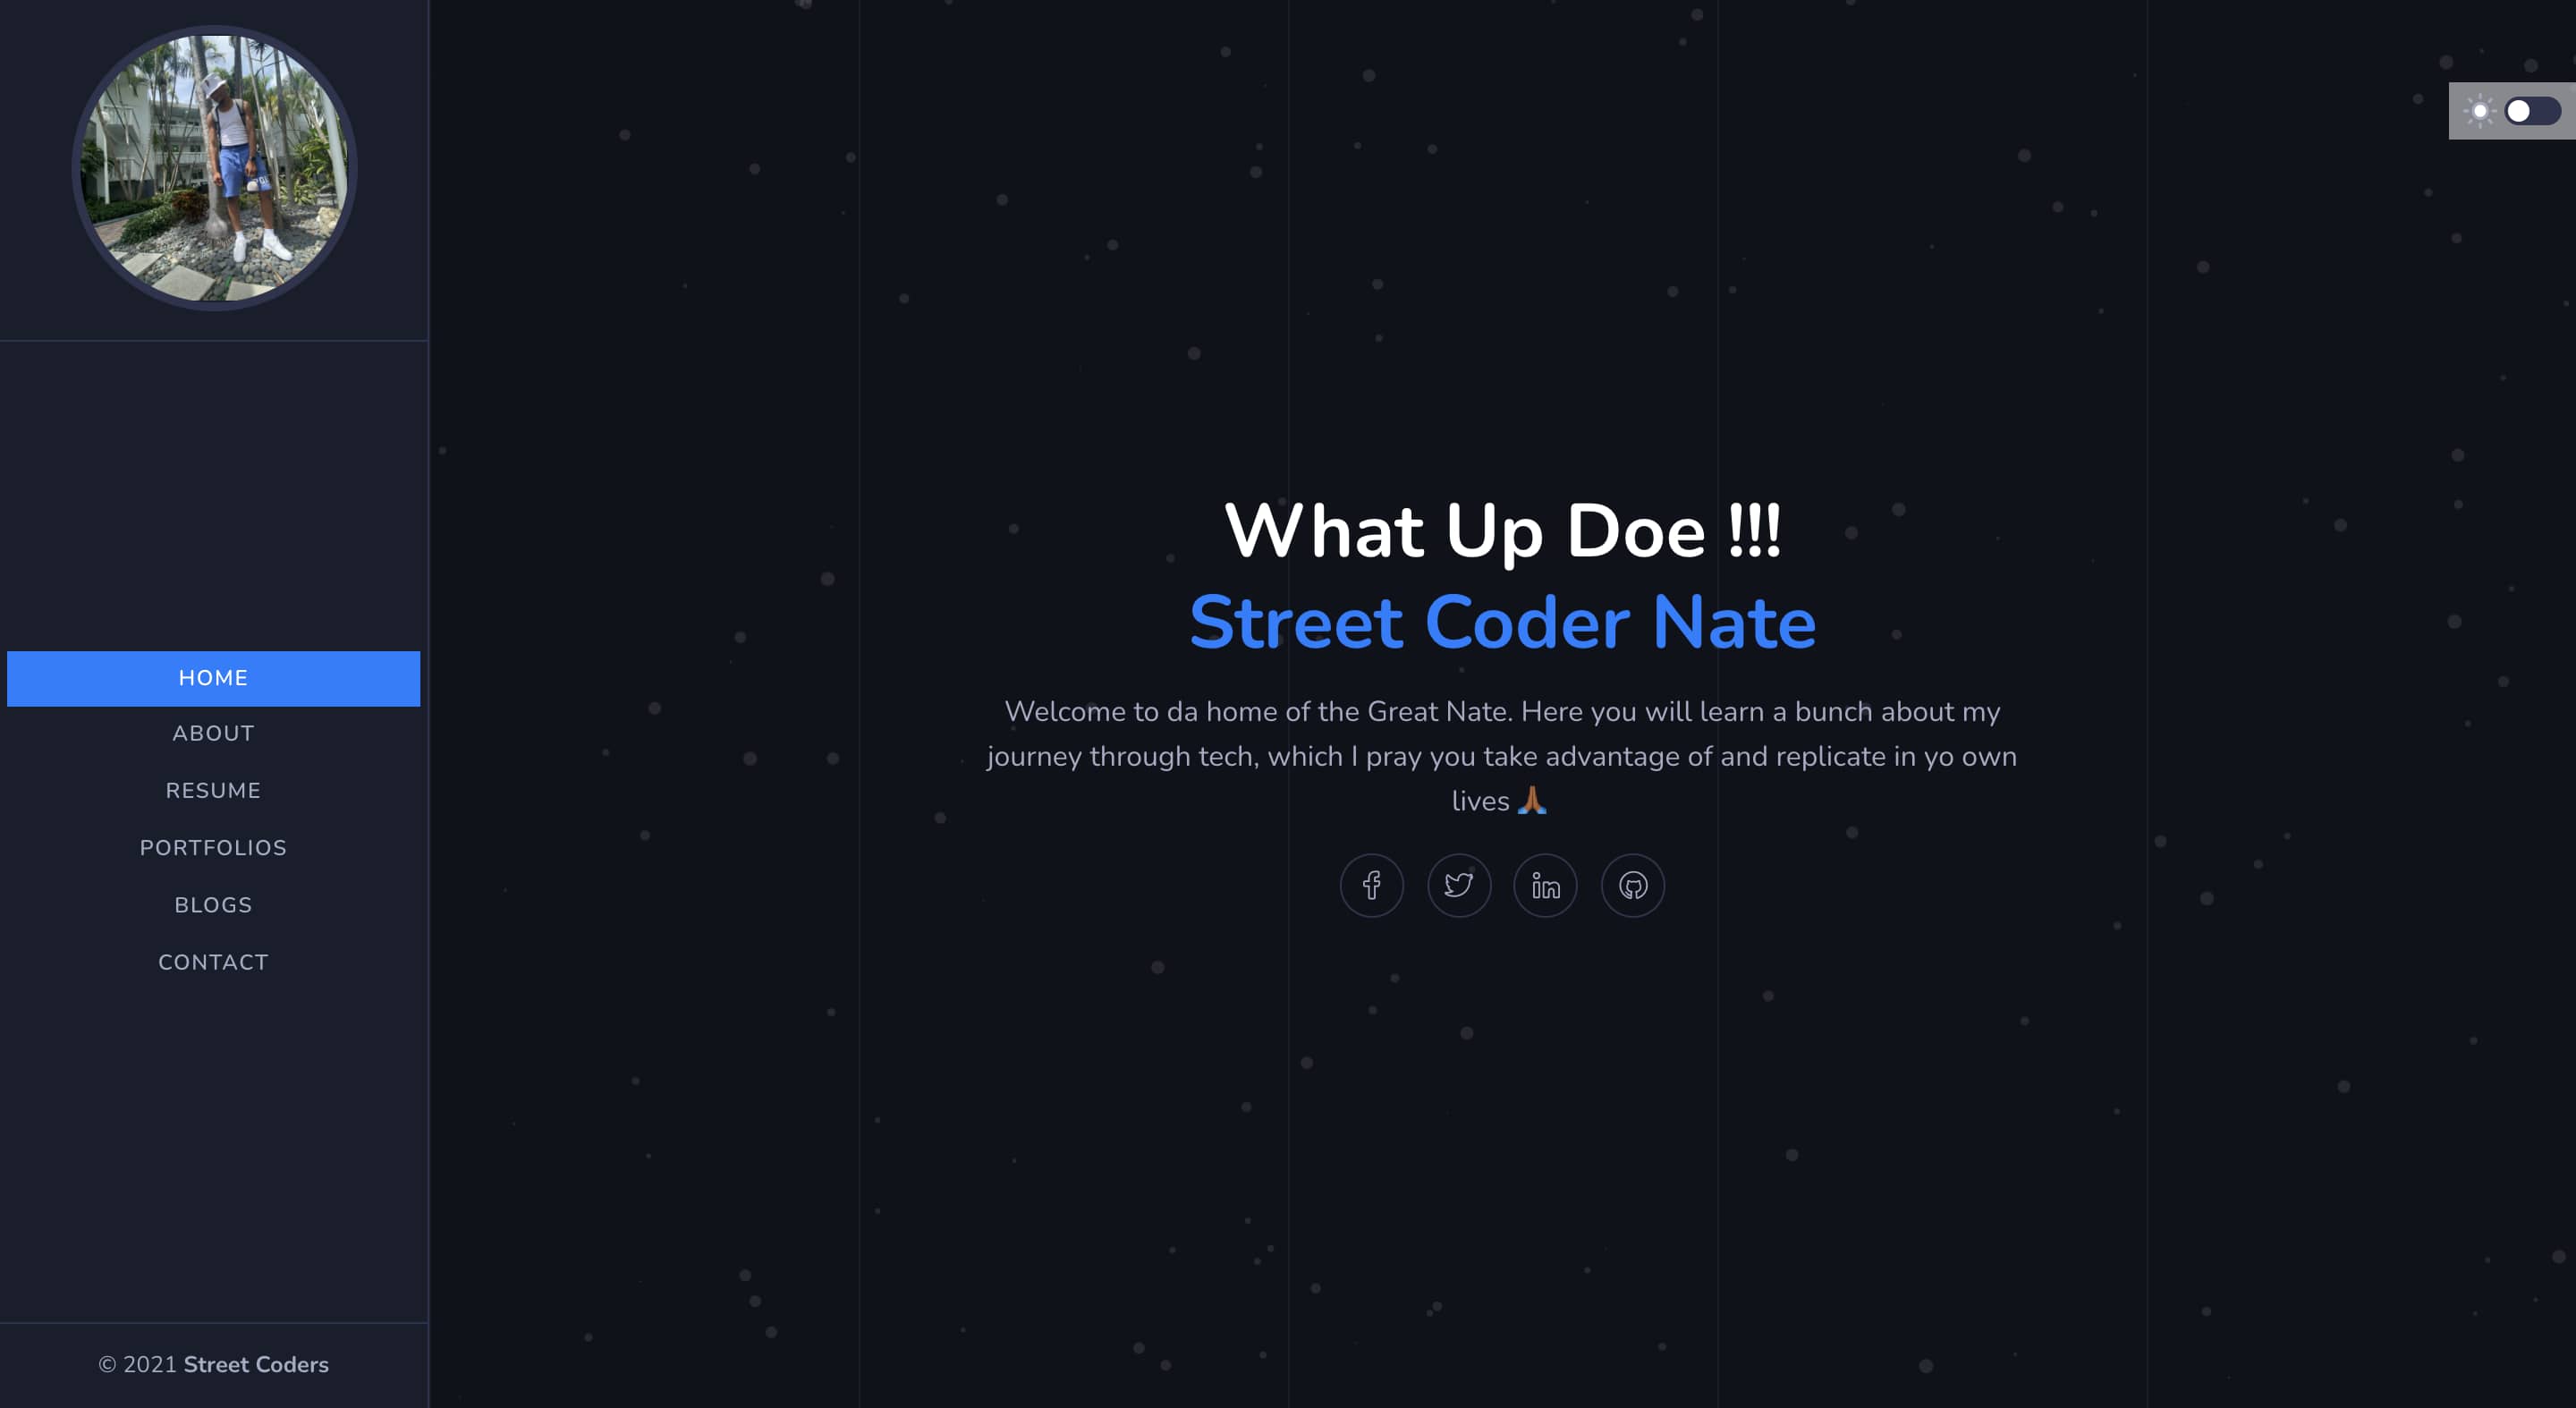 HOME
ABOUT
RESUME
PORTFOLIOS
BLOGS
CONTACT
© 2021 Street Coders
What Up Doe !!!
Street Coder Nate
Welcome to da home of the Great Nate. Here you will learn a bunch about my
journey through tech, which I pray you take advantage of and replicate in yo own
lives 🙏🏾